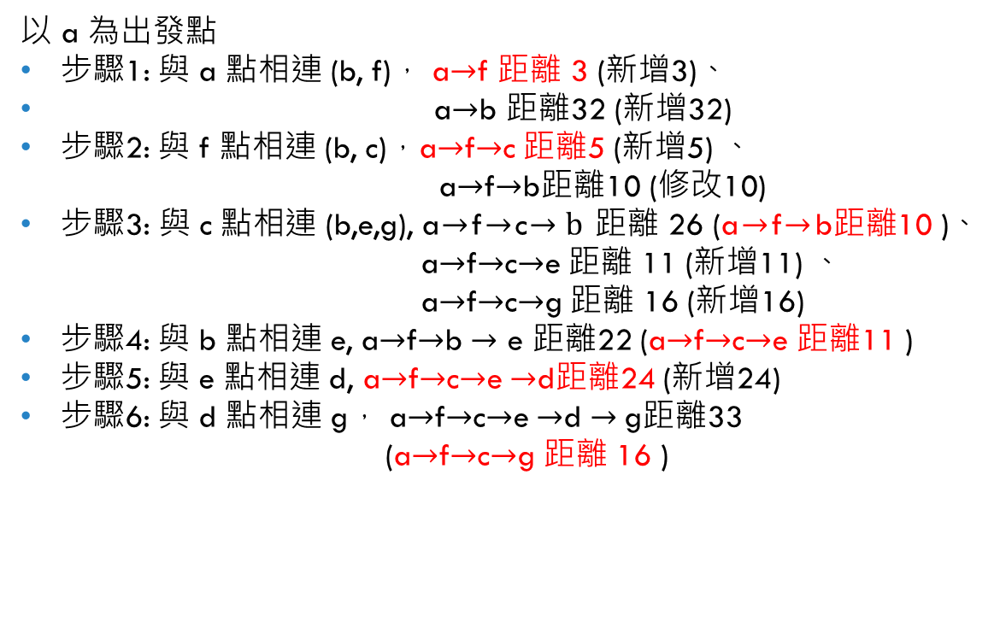 以 a 為出發點
• 步驟1: 與 a 點相連 (b, f)， a→f 距離 3 (新增3)、
• a→b 距離32 (新增32)
• 步驟2: 與 f 點相連 (b, c)，a→f→c 距離5 (新增5) 、
a→f→b距離10 (修改10)
• 步驟3: 與 c 點相連 (b,e,g), a→f→c→ b 距離 26 (a→f→b距離10 )、
a→f→c→e 距離 11 (新增11) 、
a→f→c→g 距離 16 (新增16)
• 步驟4: 與 b 點相連 e, a→f→b → e 距離22 (a→f→c→e 距離11 )
• 步驟5: 與 e 點相連 d, a→f→c→e →d距離24 (新增24)
• 步驟6: 與 d 點相連 g， a→f→c→e →d → g距離33
(a→f→c→g 距離 16 )